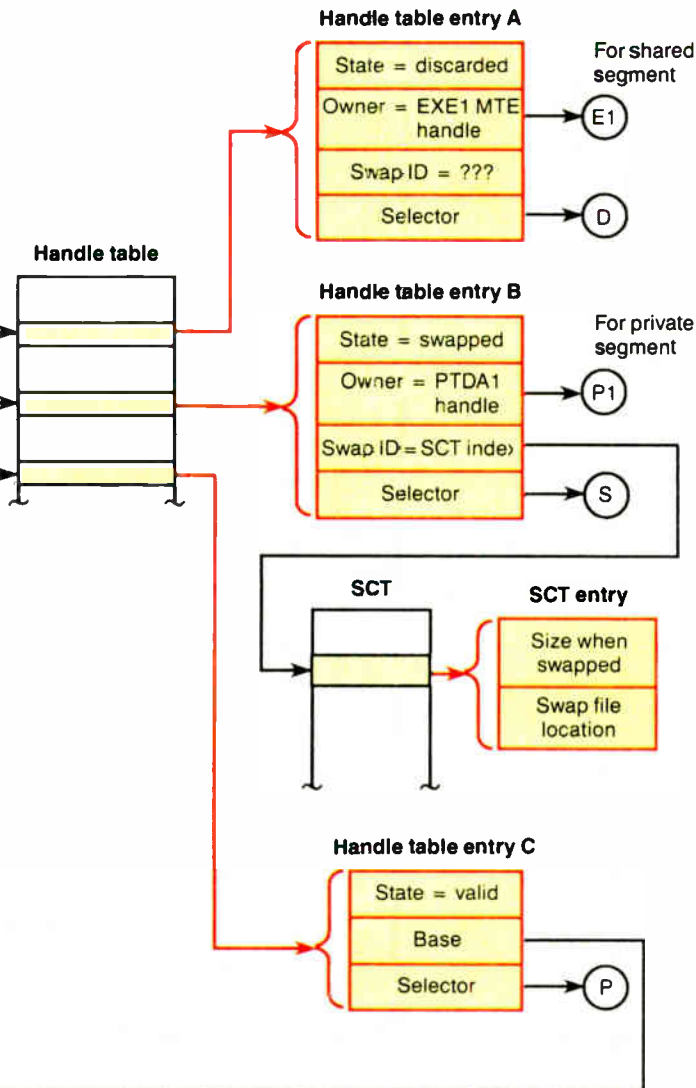 Handle table entry A
State = discarded
Owner = EXE1 MTE
handle
Swap ID = ???
Selector
For shared
segment
E1
D
Handle table
Handle table entry B
State = swapped
Owner = PTDA1
handle
Swap ID = SCT index
Selector
For private
segment
P1
S
SCT
SCT entry
Size when
swapped
Swap file
location
Handle table entry C
State = valid
Base
Selector
P